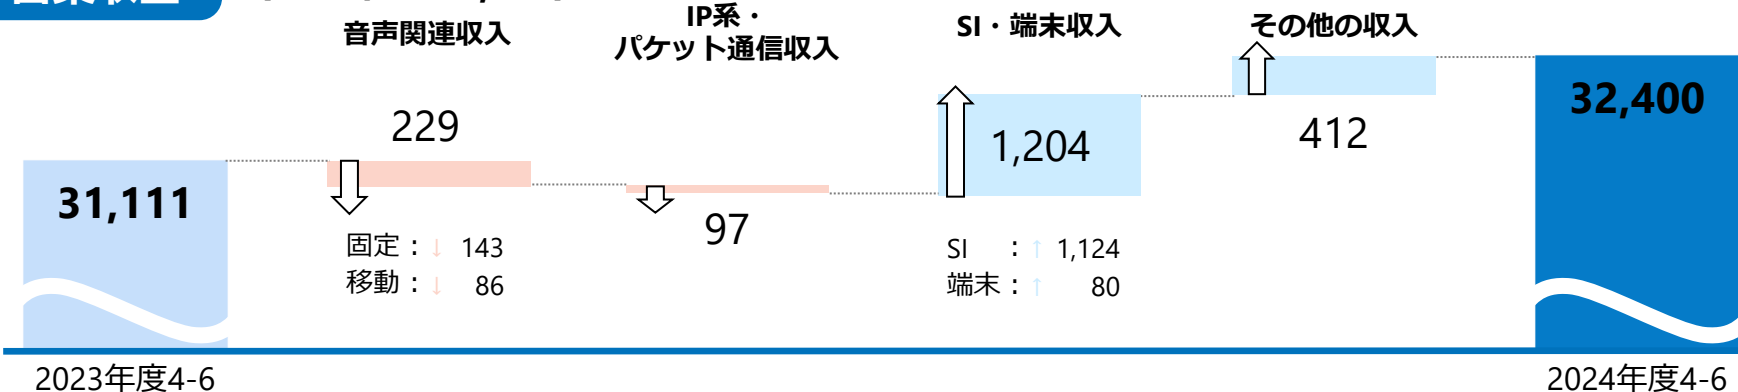 音声関連収入
IP系・
パケット通信収入
SI・端末収入
その他の収入
31,111
229
97
1,204
412
32,400
固定：↓ 143
移動：↓ 86
SI ：↑ 1,124
端末：↑ 80
2023年度4-6
2024年度4-6